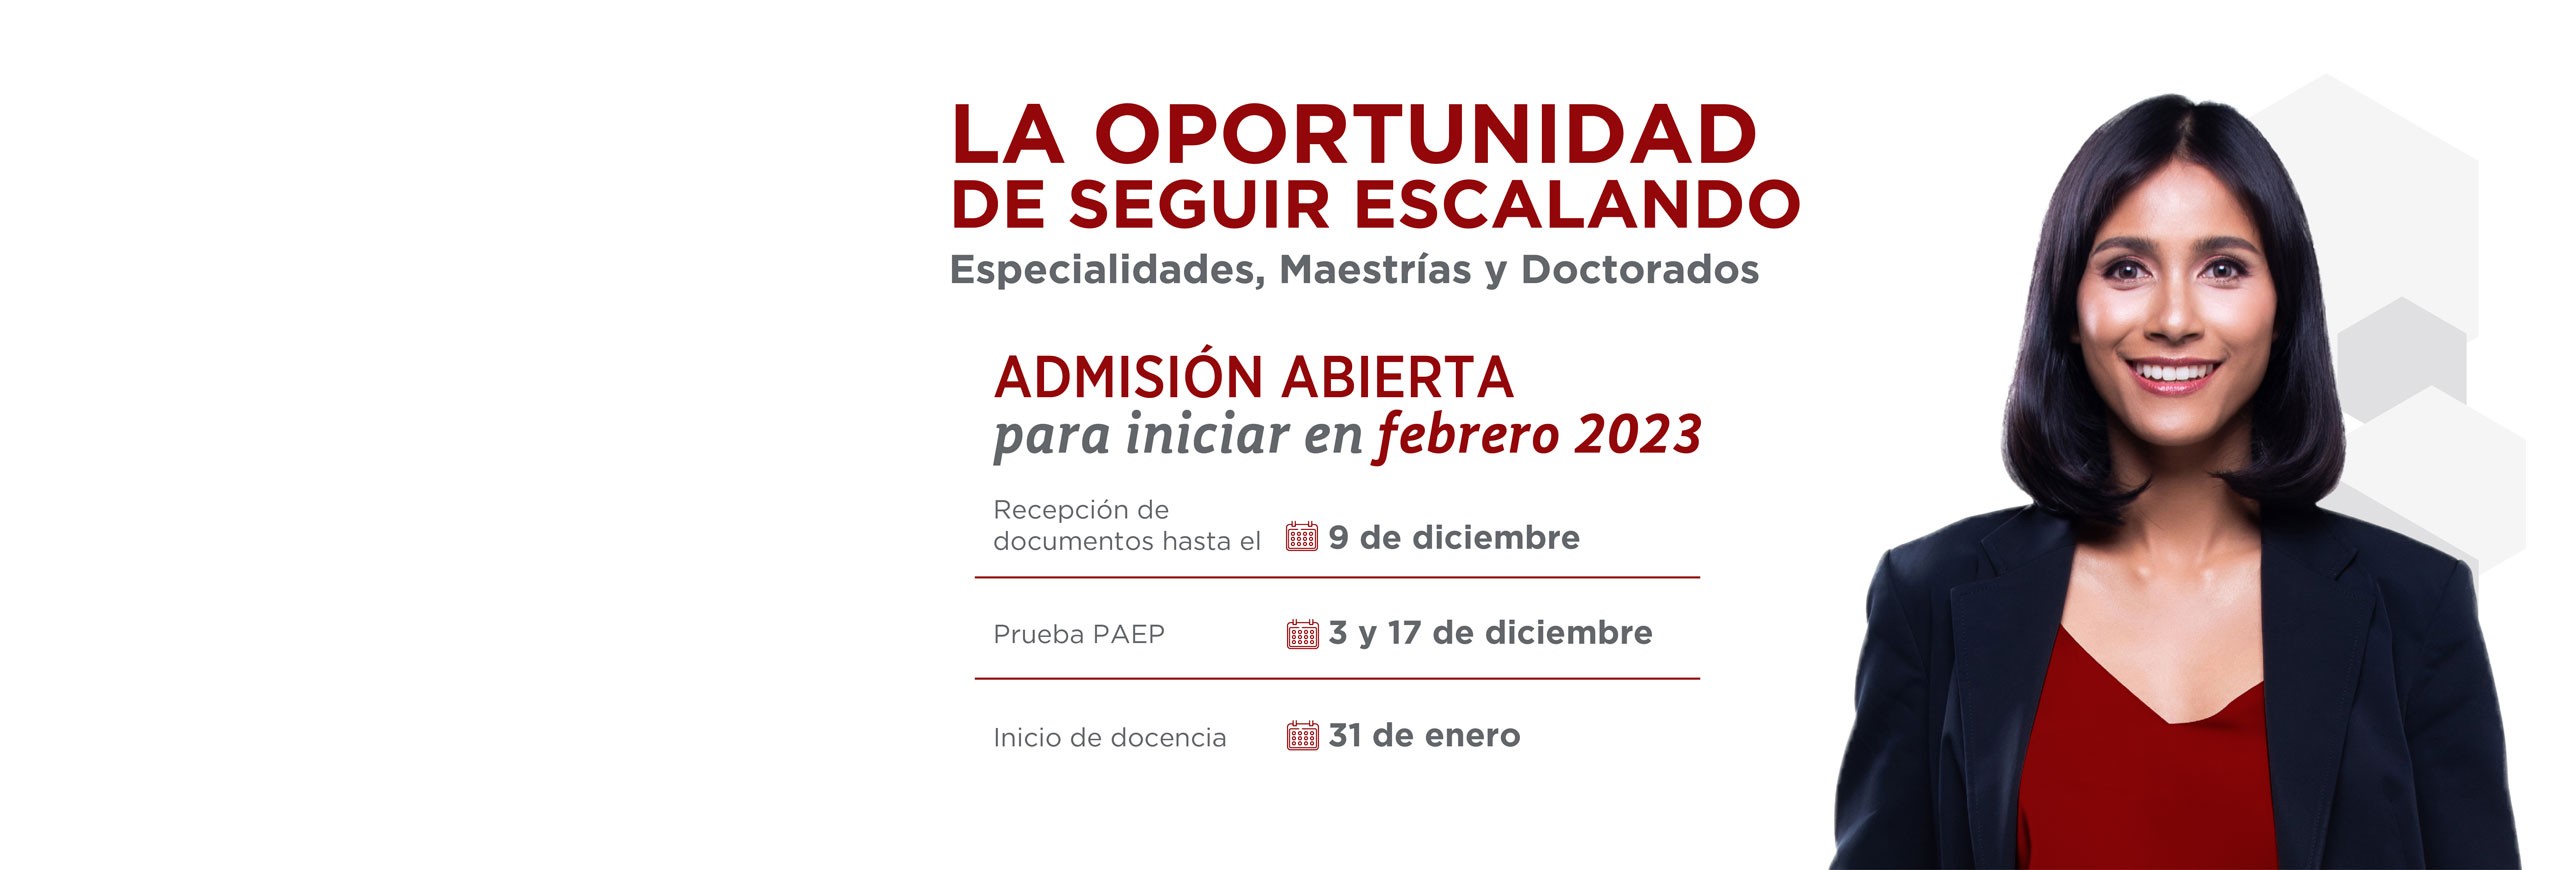 LA OPORTUNIDAD
DE SEGUIR ESCALANDO
Especialidades, Maestrías y Doctorados
ADMISIÓN ABIERTA
para iniciar en febrero 2023
Recepción de
documentos hasta el 9 de diciembre
Prueba PAEP 3 y 17 de diciembre
Inicio de docencia 31 de enero